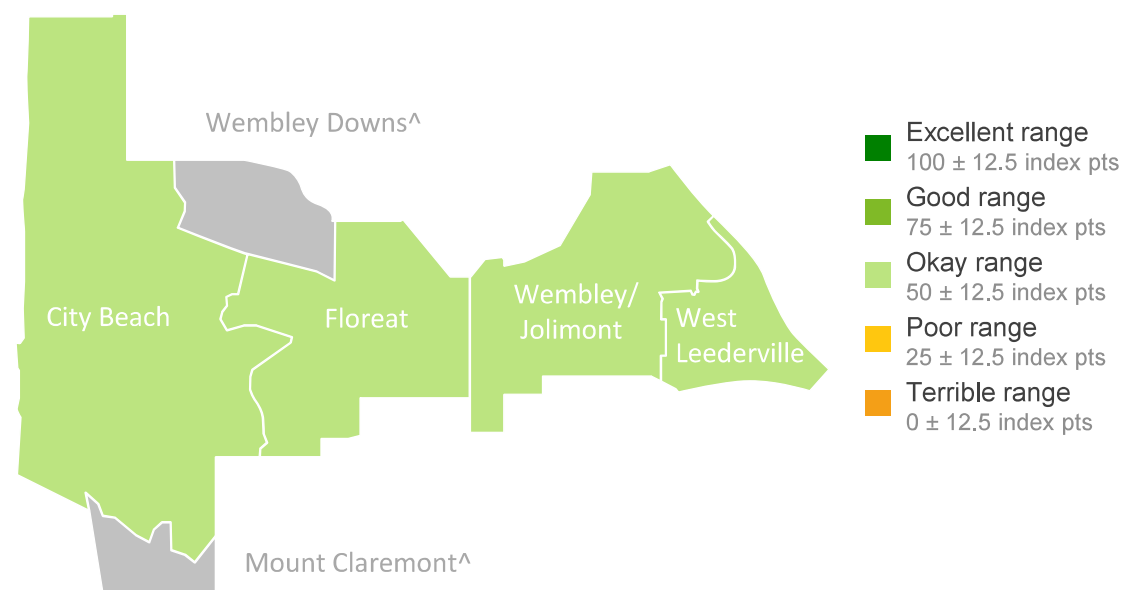 Wembley Downs^
City Beach
Floreat
Wembley/
Jolimont
West
Leederville
Mount Claremont^
Excellent range
100 ± 12.5 index pts
Good range
75 ± 12.5 index pts
Okay range
50 ± 12.5 index pts
Poor range
25 ± 12.5 index pts
Terrible range
0 ± 12.5 index pts